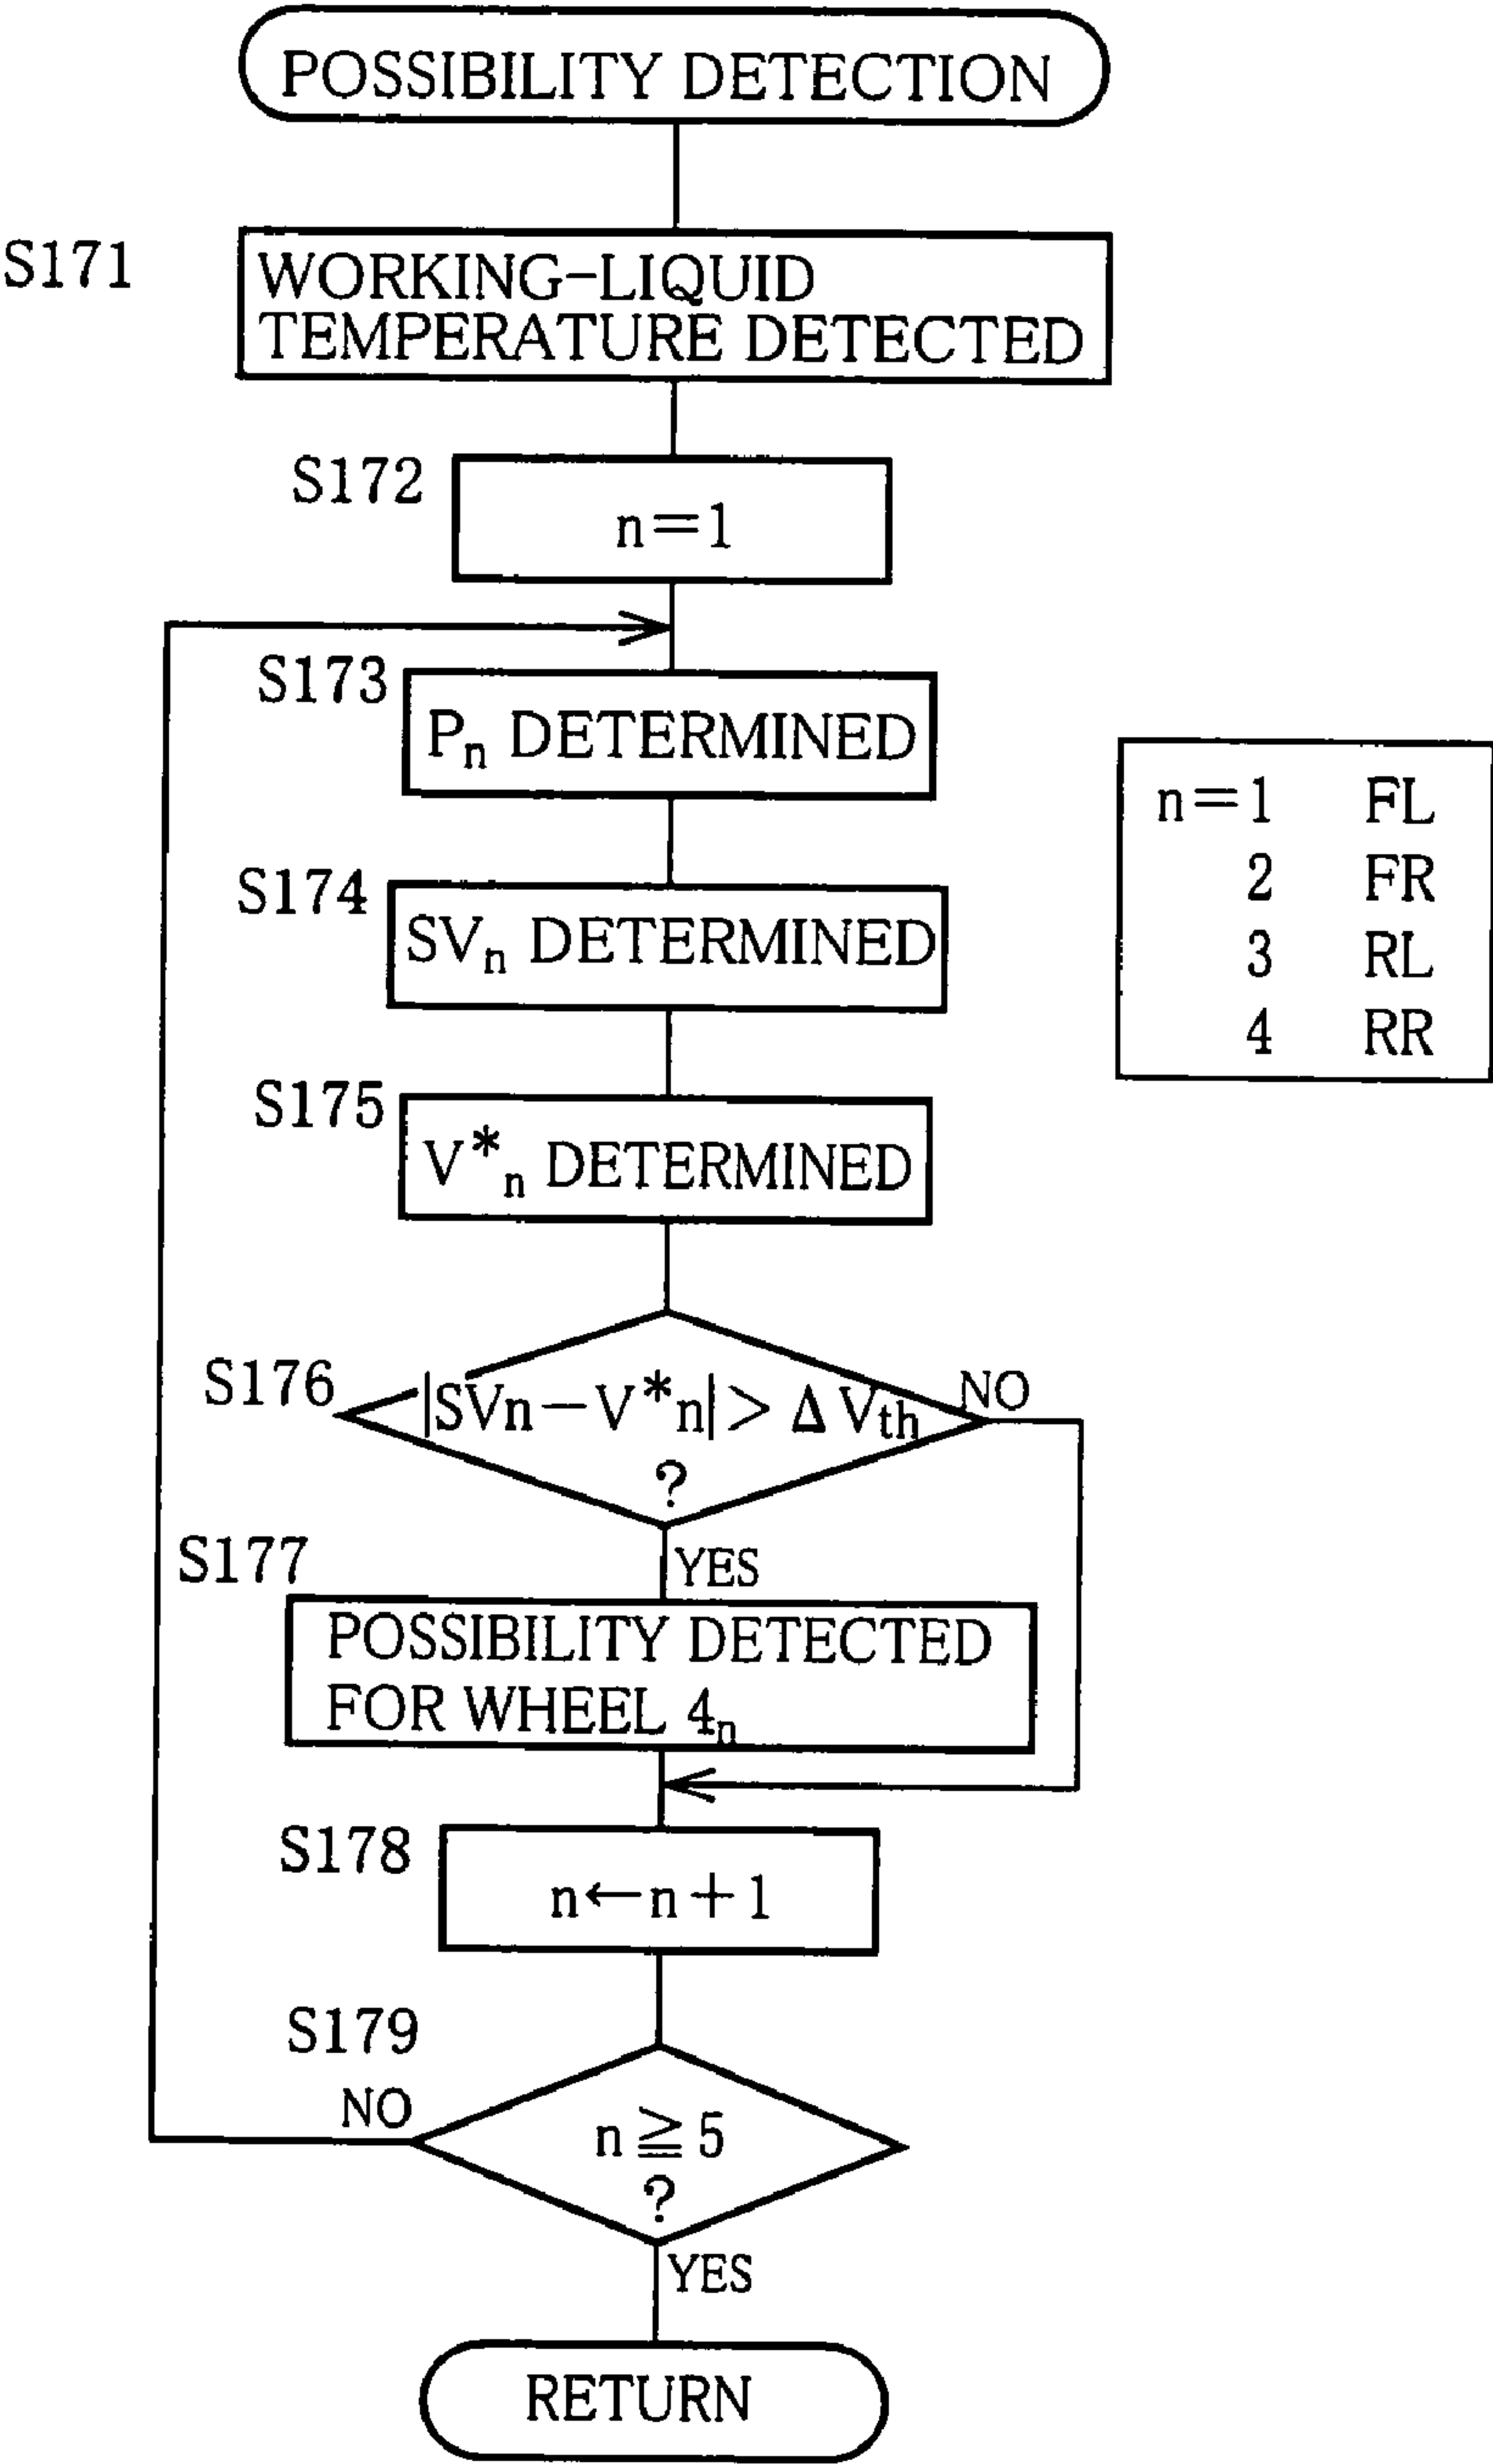 POSSIBILITY DETECTION
S171
WORKING-LIQUID
TEMPERATURE DETECTED
S172
n=1
S173
Pn DETERMINED
n=1 FL
2 FR
3 RL
4 RR
S174
SVn DETERMINED
S175
V*n DETERMINED
S176
|SVn-V*n|> Δ Vth
?
NO
YES
S177
POSSIBILITY DETECTED
FOR WHEEL 4n
S178
n←n+1
S179
NO
n≧5
?
YES
RETURN